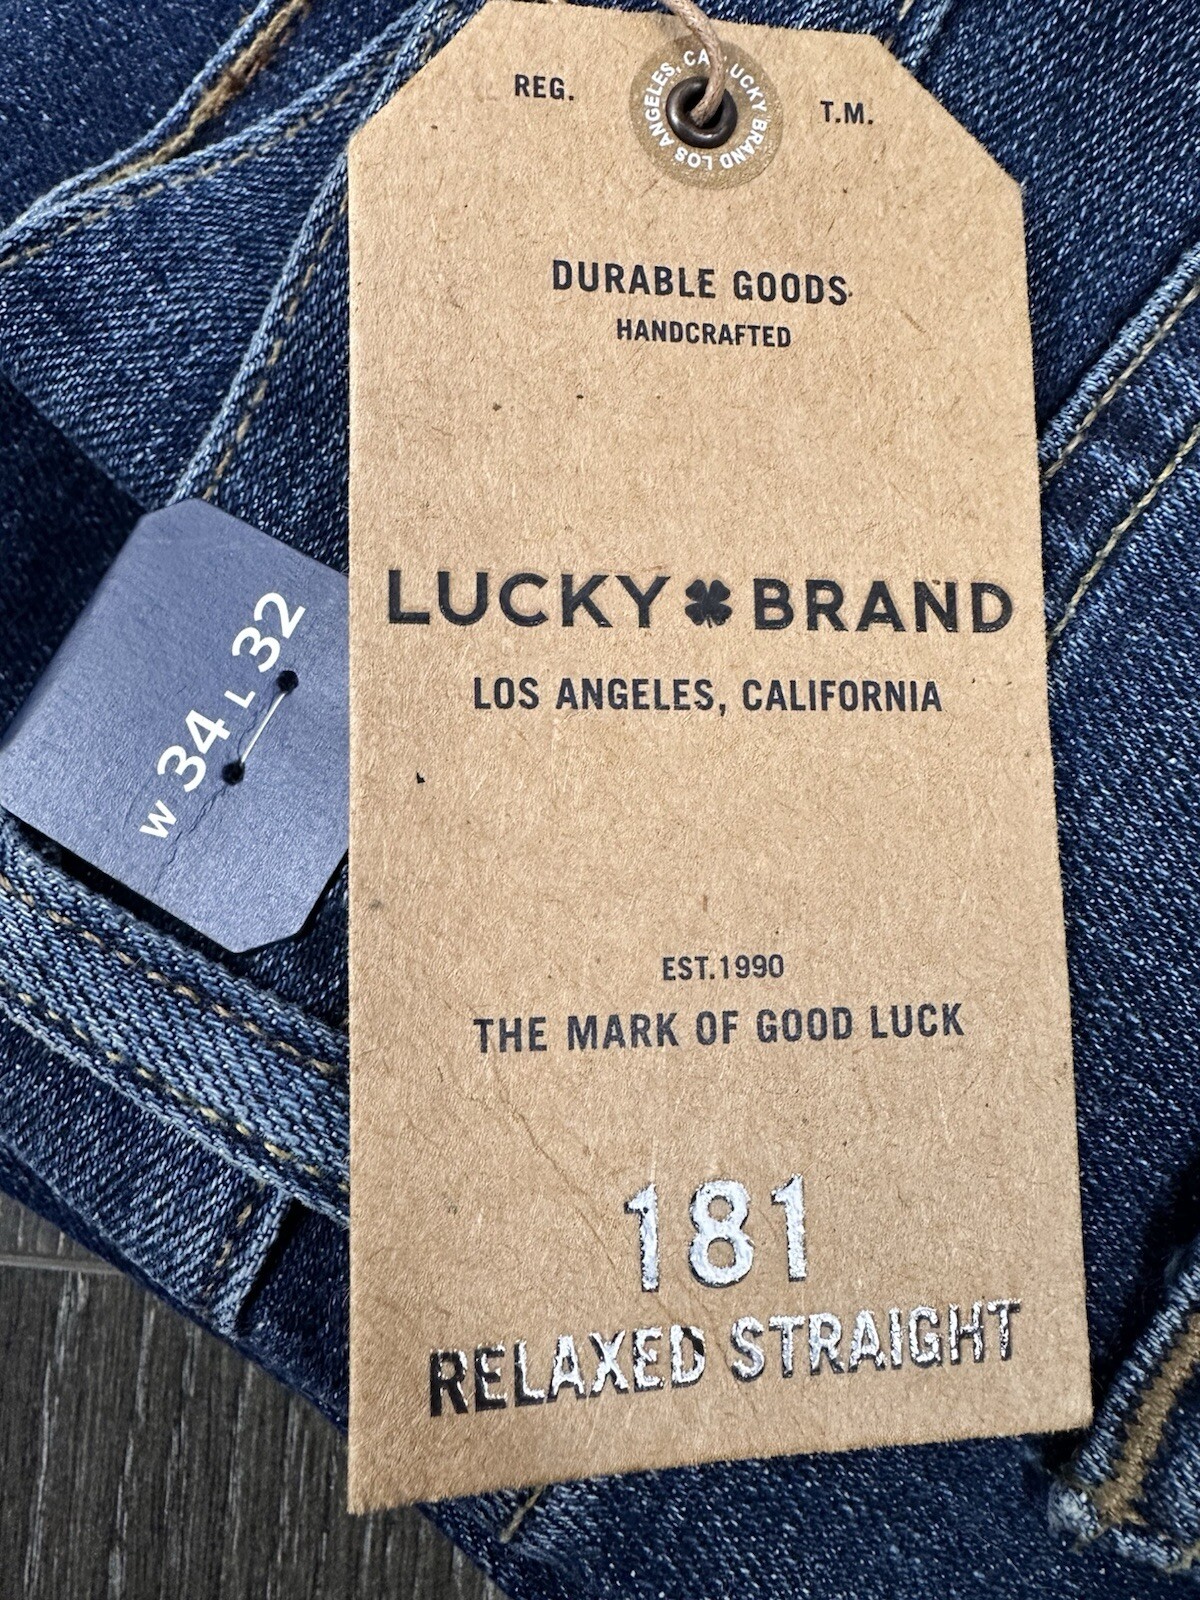 REG.
LUCKY BRAND LOS ANGELES, CA
T.M.
DURABLE GOODS
HANDCRAFTED
LUCKY BRAND
LOS ANGELES, CALIFORNIA
EST.1990
THE MARK OF GOOD LUCK
181
RELAXED STRAIGHT
W 34 L 32